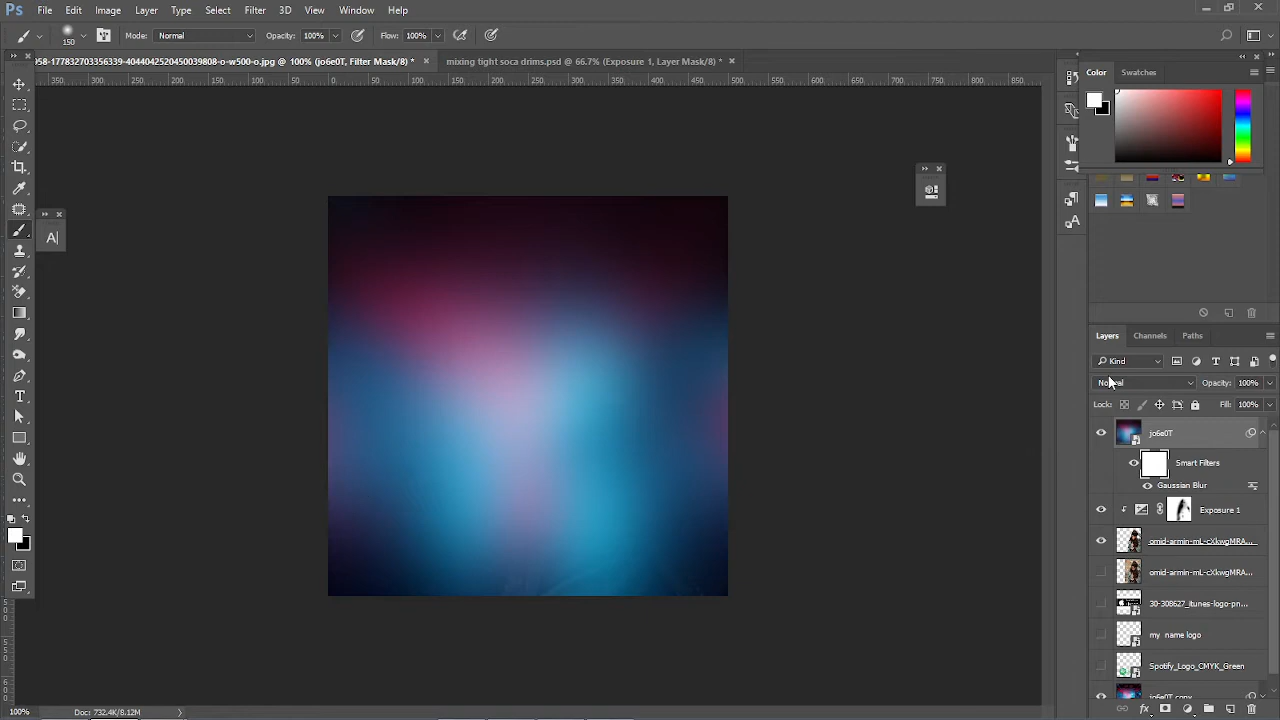 Ps File Edit Image Layer Type Select Filter 3D View Window Help
150 Mode: Normal Opacity: 100% Flow: 100%
058-17783270335633​9-4044042520450039808-o-w500-o.jpg @ 100% (jo6e0T, Filter Mask/8) * × mixing tight soca drims.psd @ 66.7% (Exposure 1, Layer Mask/8) * ×
350 300 250 200 150 100 50 0 50 100 150 200 250 300 350 400 450 500 550 600 650 700 750 800 850
Color Swatches
A|
Layers Channels Paths
Kind
Normal Opacity: 100%
Lock: Fill: 100%
jo6e0T
Smart Filters
Gaussian Blur
Exposure 1
omid-armin-mL-cXkwgMRA...
omid-armin-mL-cXkwgMRA...
30-308627_itunes-logo-pn...
my name logo
Spotify_Logo_CMYK_Green
jo6e0T copy
100% Doc: 732.4K/8.12M